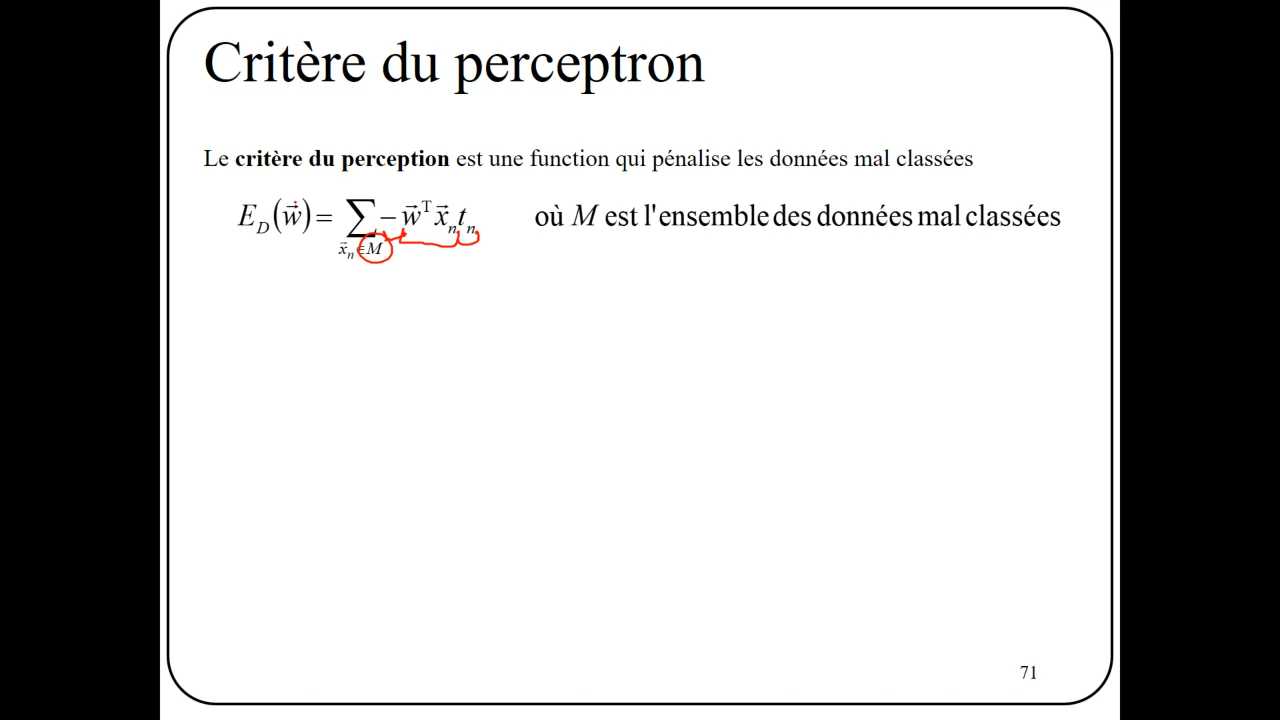 Critère du perceptron
Le critère du perception est une function qui pénalise les données mal classées
E_D(w⃗) = ∑_{x⃗_n ∈ M} − w⃗ᵀ x⃗_n t_n où M est l'ensemble des données mal classées
71